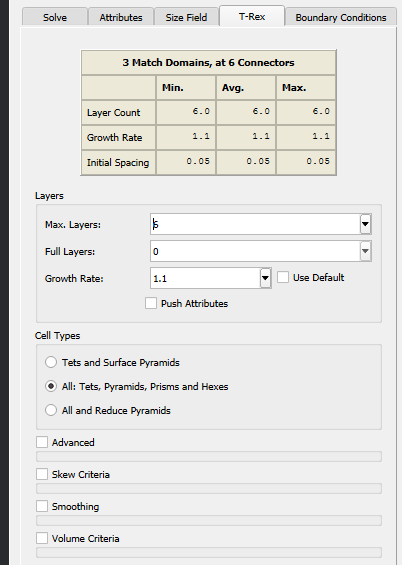 Solve Attributes Size Field T-Rex Boundary Conditions
3 Match Domains, at 6 Connectors
Min. Avg. Max.
Layer Count 6.0 6.0 6.0
Growth Rate 1.1 1.1 1.1
Initial Spacing 0.05 0.05 0.05
Layers
Max. Layers: 6
Full Layers: 0
Growth Rate: 1.1 Use Default
Push Attributes
Cell Types
Tets and Surface Pyramids
All: Tets, Pyramids, Prisms and Hexes
All and Reduce Pyramids
Advanced
Skew Criteria
Smoothing
Volume Criteria